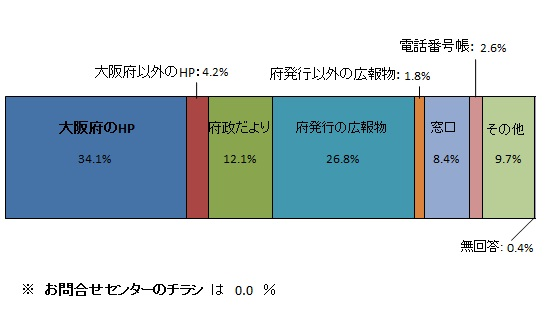 電話番号帳: 2.6%
大阪府以外のHP: 4.2%
府発行以外の広報物: 1.8%
大阪府のHP
34.1%
府政だより
12.1%
府発行の広報物
26.8%
窓口
8.4%
その他
9.7%
無回答: 0.4%
※ お問合せセンターのチラシ は 0.0 %